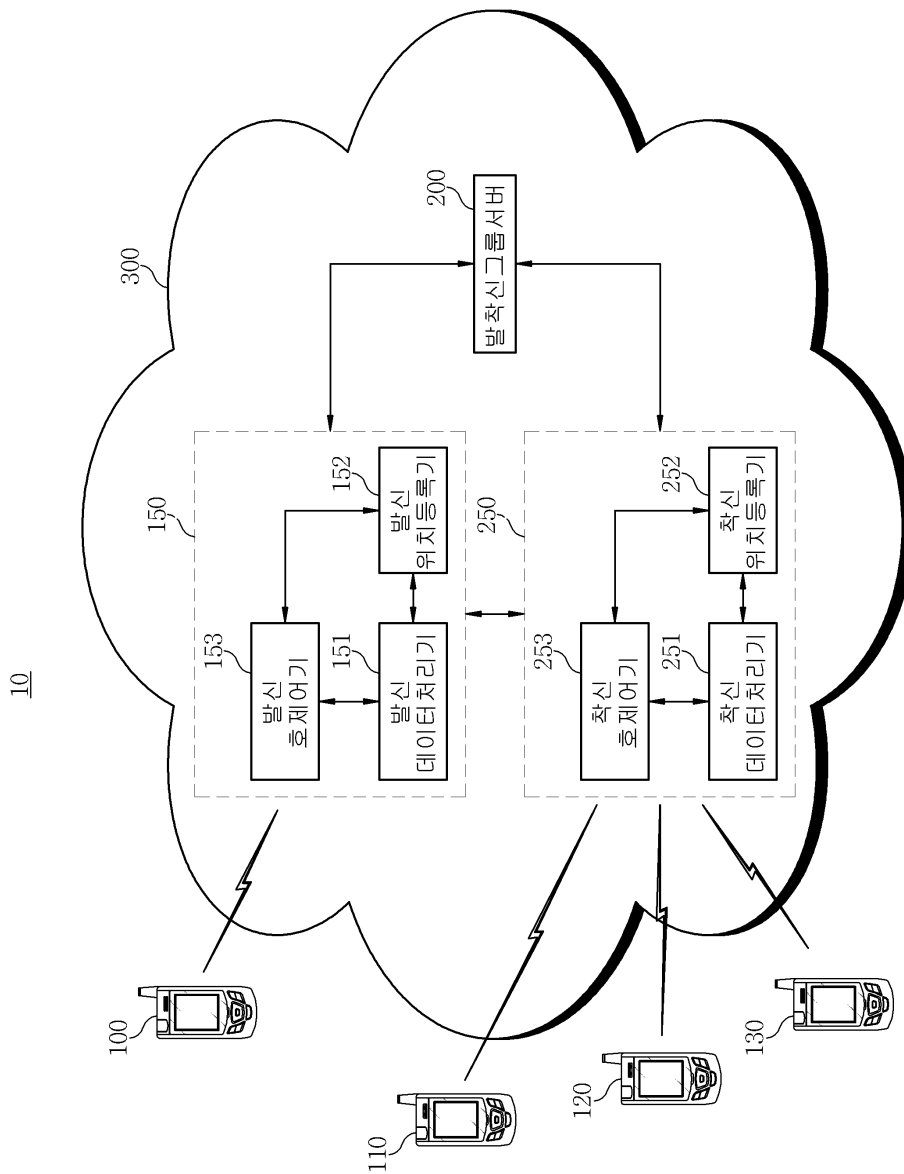 10
300
150
153
발신
호제어기
152
발신
위치등록기
151
발신
데이터처리기
200
발착신그룹서버
250
253
착신
호제어기
252
착신
위치등록기
251
착신
데이터처리기
100
110
120
130